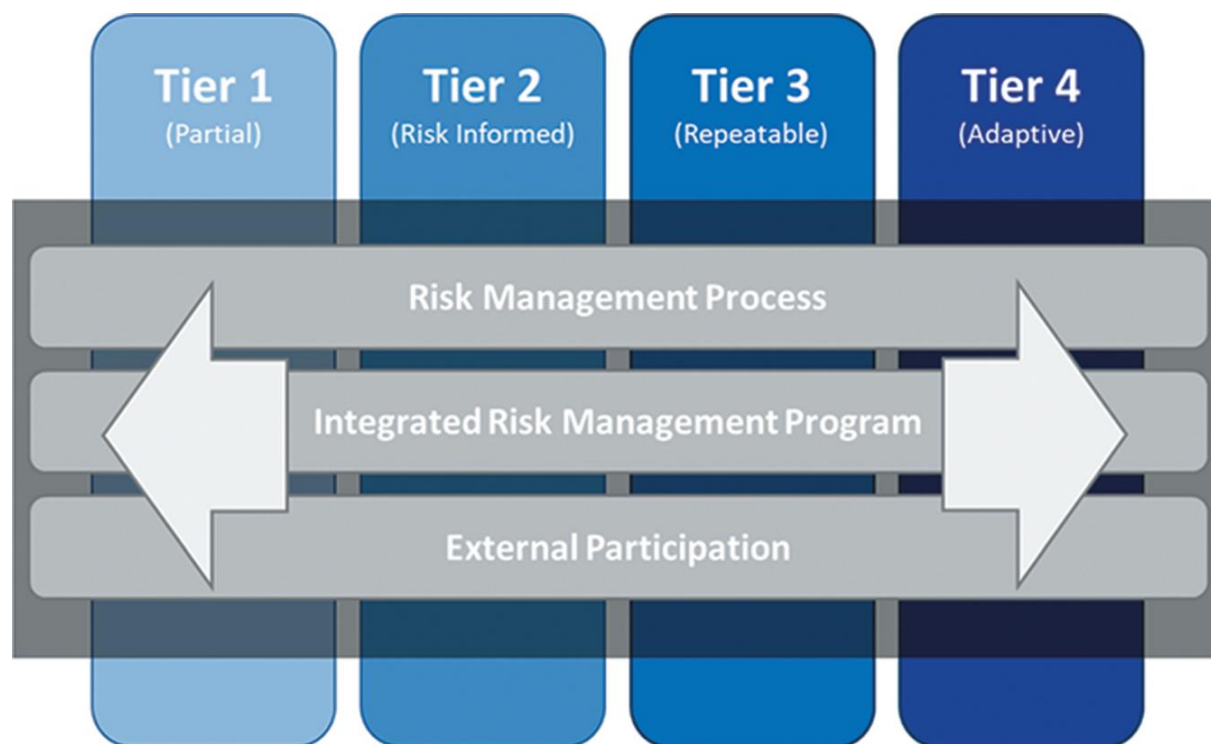 Tier 1
(Partial)
Tier 2
(Risk Informed)
Tier 3
(Repeatable)
Tier 4
(Adaptive)
Risk Management Process
Integrated Risk Management Program
External Participation